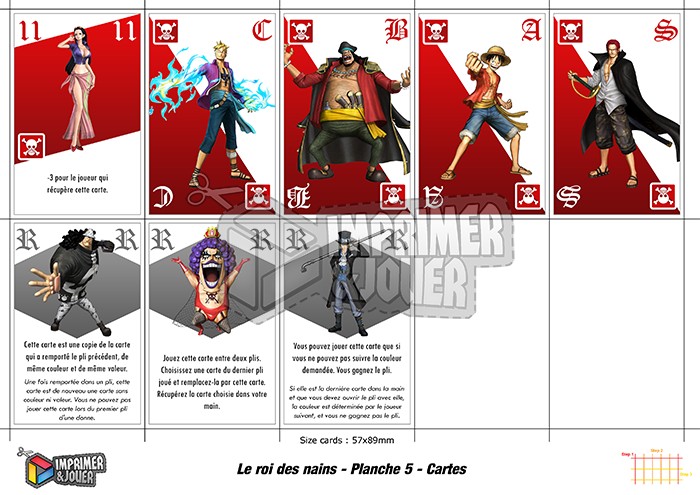 11 11
C
B
A
S
-3 pour le joueur qui
récupère cette carte.
S
IMPRIMER
& JOUER
R R
R R
R R
Cette carte est une copie de la carte
qui a remporté le pli précédent, de
même couleur et de même valeur.
Une fois remportée dans un pli, cette
carte est de nouveau une carte sans
couleur ni valeur. Vous ne pouvez pas
jouer cette carte lors du premier pli
d'une donne.
Jouez cette carte entre deux plis.
Choisissez une carte du dernier pli
joué et remplacez-la par cette carte.
Récupérez la carte choisie dans votre
main.
Vous pouvez jouer cette carte que si
vous ne pouvez pas suivre la couleur
demandée. Vous gagnez le pli.
Si elle est la dernière carte dans la main
et que vous devez ouvrir le pli avec elle,
la couleur est déterminée par le joueur
suivant, et vous ne gagnez pas le pli.
Size cards : 57x89mm
IMPRIMER
& JOUER
Le roi des nains - Planche 5 - Cartes